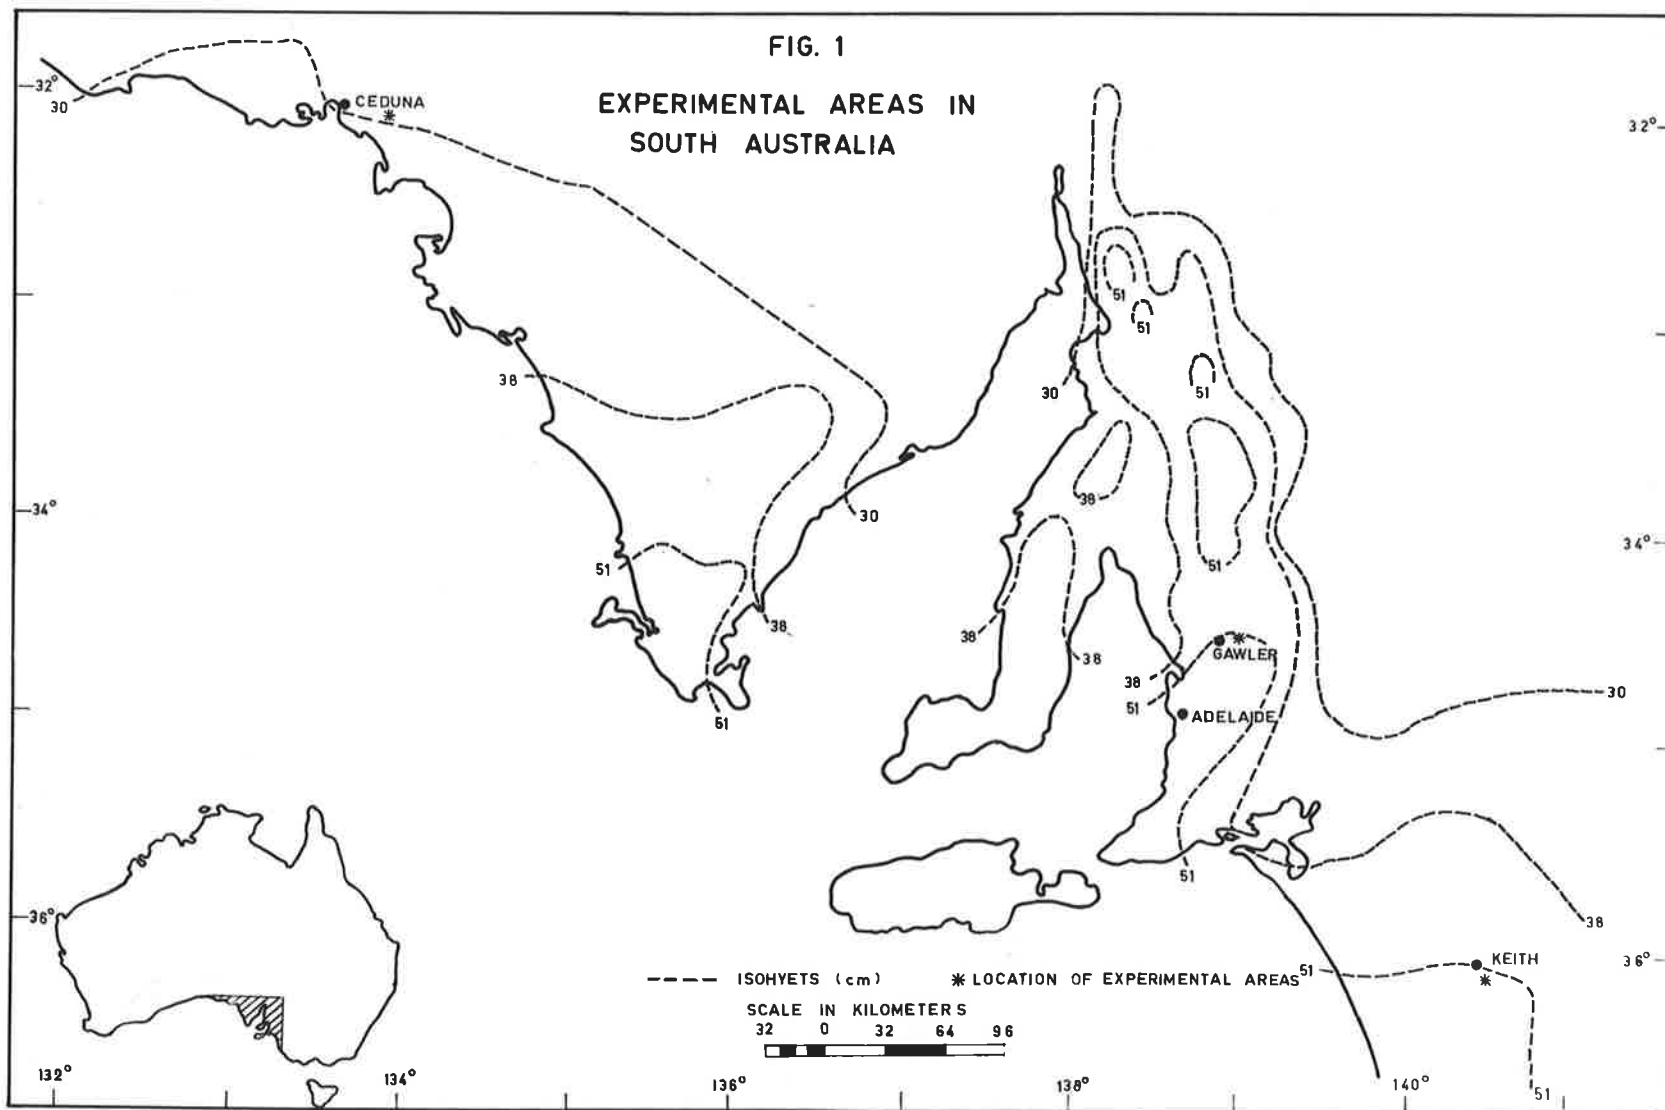 FIG. 1
EXPERIMENTAL AREAS IN
SOUTH AUSTRALIA
32°
30
CEDUNA
*
32°
51
51
38
30
51
38
34°
30
51
51
34°
38
38
38
GAWLER
*
38
51
30
51
ADELAIDE
51
38
36°
ISOHYETS (cm)
* LOCATION OF EXPERIMENTAL AREAS
51
KEITH
*
36°
SCALE IN KILOMETERS
32 0 32 64 96
132° 134° 136° 138° 140°
51